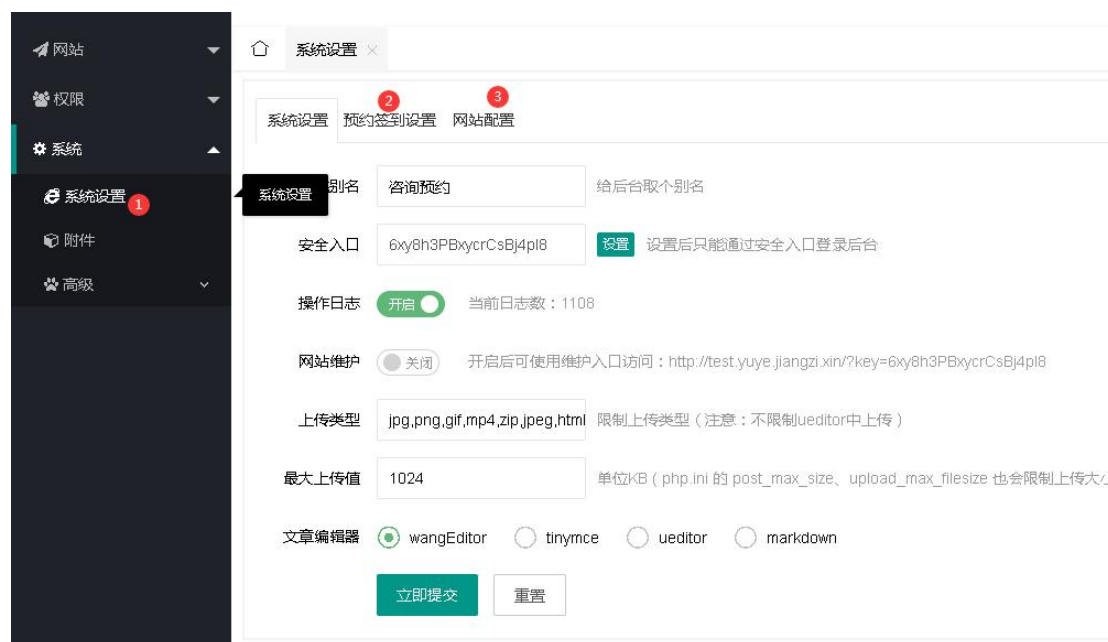 网站
权限
系统
系统设置 1
附件
高级
系统设置
系统设置
2 3
系统设置 预约签到设置 网站配置
别名 咨询预约 给后台取个别名
安全入口 6xy8h3PBxycrCsBj4pl8 设置 设置后只能通过安全入口登录后台
操作日志 开启 当前日志数：1108
网站维护 关闭 开启后可使用维护入口访问：http://test.yuye.jiangzi.xin/?key=6xy8h3PBxycrCsBj4pl8
上传类型 jpg,png,gif,mp4,zip,jpeg,html 限制上传类型（注意：不限制ueditor中上传）
最大上传值 1024 单位KB（php.ini 的 post_max_size、upload_max_filesize 也会限制上传大小
文章编辑器 wangEditor tinymce ueditor markdown
立即提交 重置